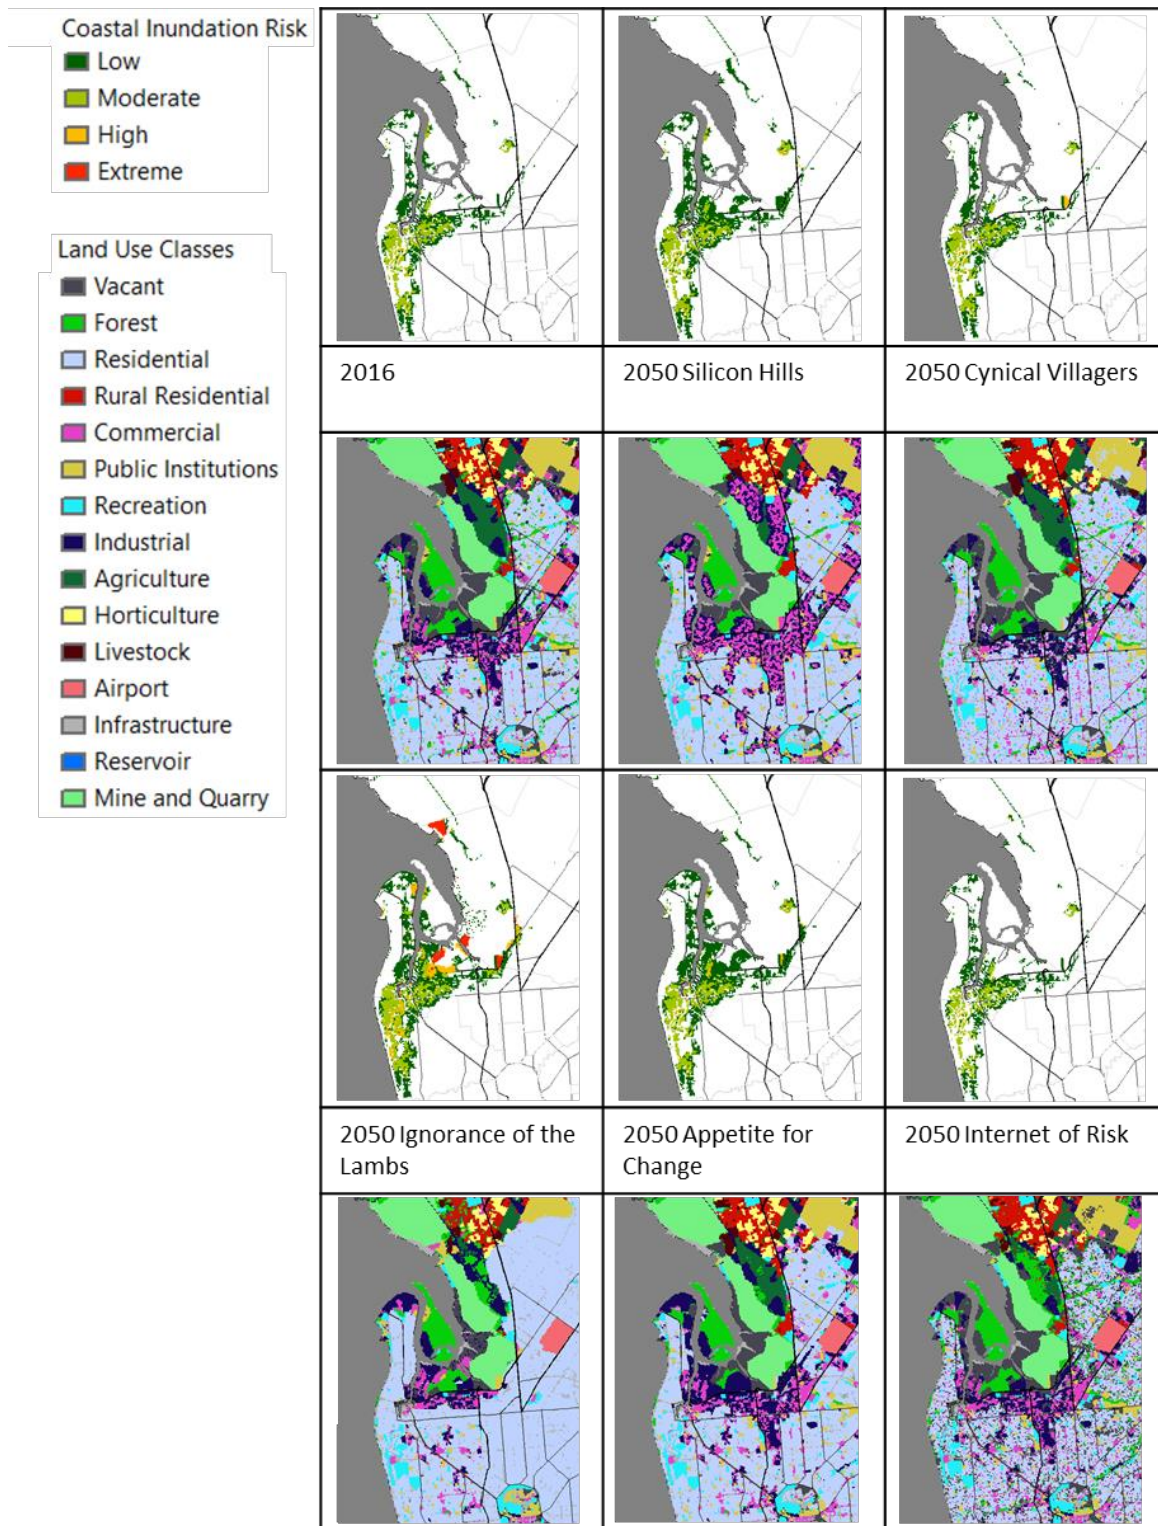 Coastal Inundation Risk
Low
Moderate
High
Extreme
Land Use Classes
Vacant
Forest
Residential
Rural Residential
Commercial
Public Institutions
Recreation
Industrial
Agriculture
Horticulture
Livestock
Airport
Infrastructure
Reservoir
Mine and Quarry
2016
2050 Silicon Hills
2050 Cynical Villagers
2050 Ignorance of the
Lambs
2050 Appetite for
Change
2050 Internet of Risk